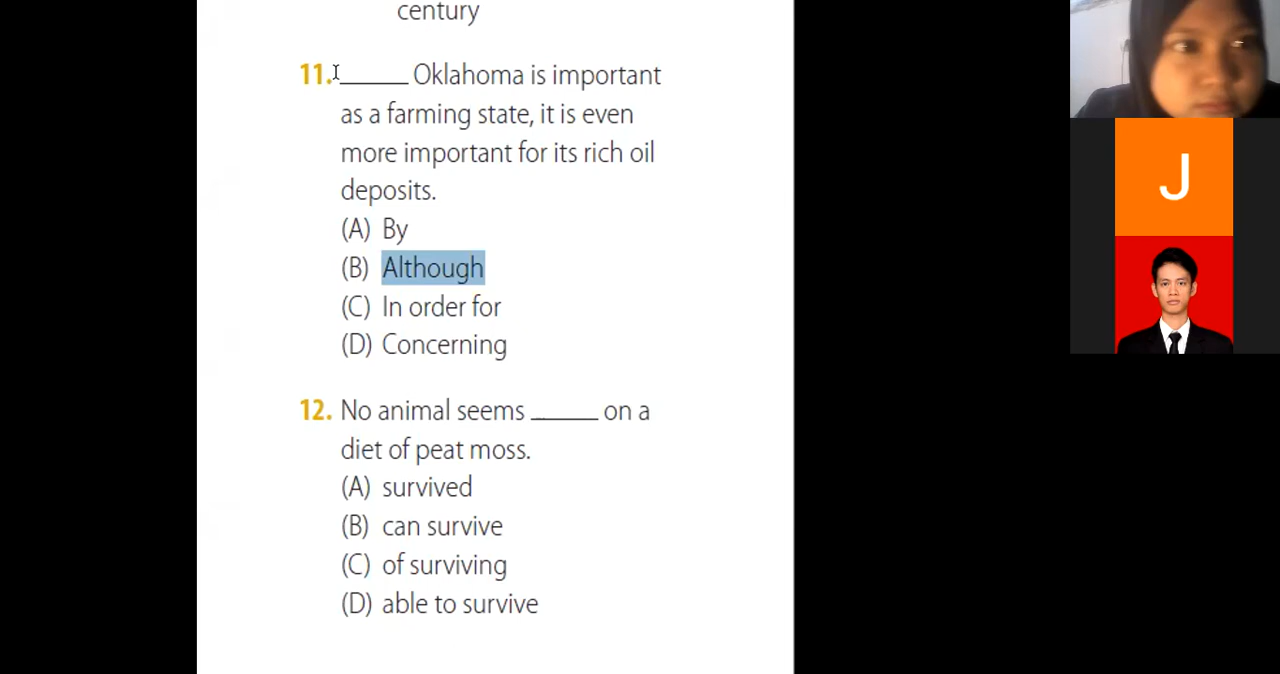 century
11. ______ Oklahoma is important
as a farming state, it is even
more important for its rich oil
deposits.
(A) By
(B) Although
(C) In order for
(D) Concerning
12. No animal seems ______ on a
diet of peat moss.
(A) survived
(B) can survive
(C) of surviving
(D) able to survive
J